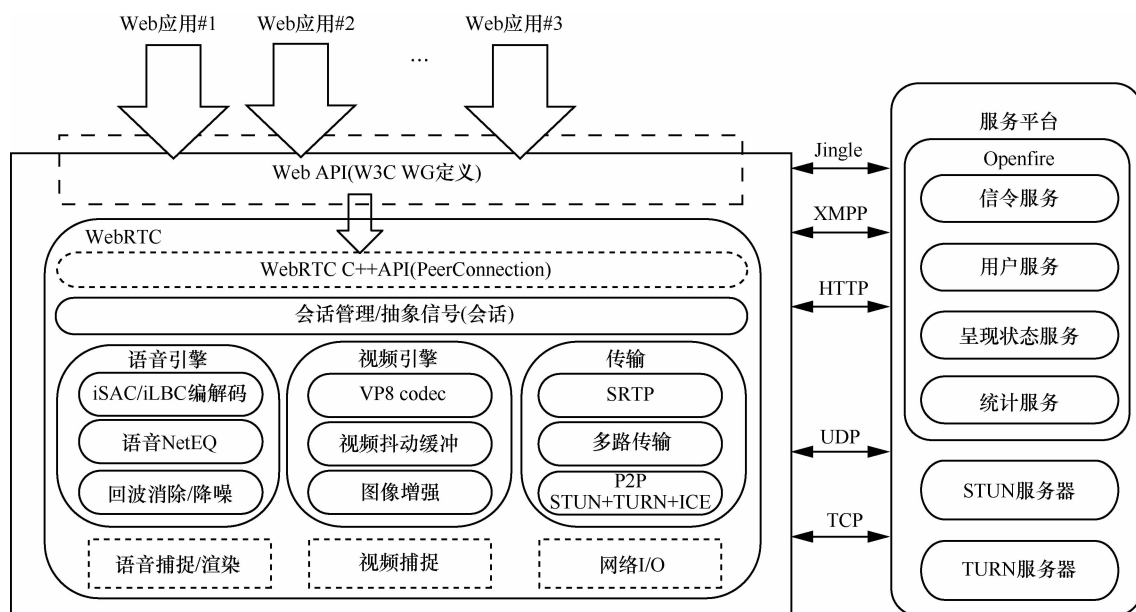 Web应用#1
Web应用#2
…
Web应用#3
Web API(W3C WG定义)
WebRTC
WebRTC C++API(PeerConnection)
会话管理/抽象信号(会话)
语音引擎
iSAC/iLBC编解码
语音NetEQ
回波消除/降噪
视频引擎
VP8 codec
视频抖动缓冲
图像增强
传输
SRTP
多路传输
P2P
STUN+TURN+ICE
语音捕捉/渲染
视频捕捉
网络I/O
Jingle
XMPP
HTTP
UDP
TCP
服务平台
Openfire
信令服务
用户服务
呈现状态服务
统计服务
STUN服务器
TURN服务器